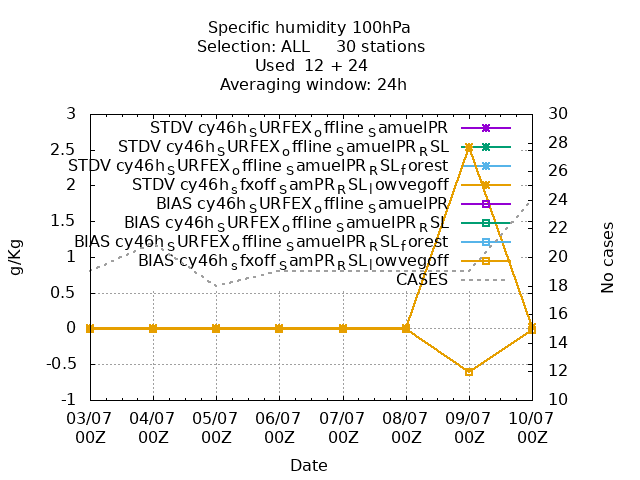 Specific humidity 100hPa
Selection: ALL 30 stations
Used 12 + 24
Averaging window: 24h
STDV cy46h_SURFEX_offline_SamuelPR
STDV cy46h_SURFEX_offline_SamuelPR_RSL
STDV cy46h_SURFEX_offline_SamuelPR_RSL_forest
STDV cy46h_sfxoff_SamPR_RSL_lowvegoff
BIAS cy46h_SURFEX_offline_SamuelPR
BIAS cy46h_SURFEX_offline_SamuelPR_RSL
BIAS cy46h_SURFEX_offline_SamuelPR_RSL_forest
BIAS cy46h_sfxoff_SamPR_RSL_lowvegoff
CASES
3
2.5
2
1.5
1
0.5
0
-0.5
-1
g/Kg
30
28
26
24
22
20
18
16
14
12
10
No cases
03/07 04/07 05/07 06/07 07/07 08/07 09/07 10/07
00Z 00Z 00Z 00Z 00Z 00Z 00Z 00Z
Date